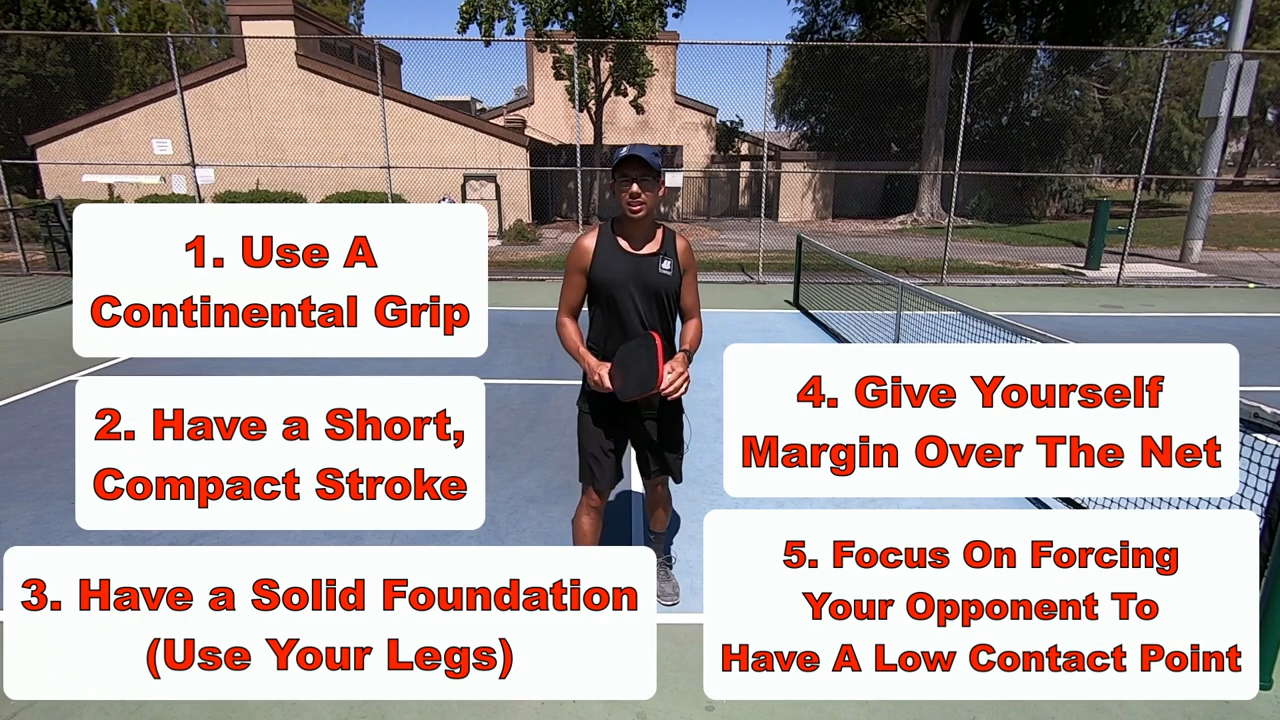 1. Use A
Continental Grip
2. Have a Short,
Compact Stroke
3. Have a Solid Foundation
(Use Your Legs)
4. Give Yourself
Margin Over The Net
5. Focus On Forcing
Your Opponent To
Have A Low Contact Point